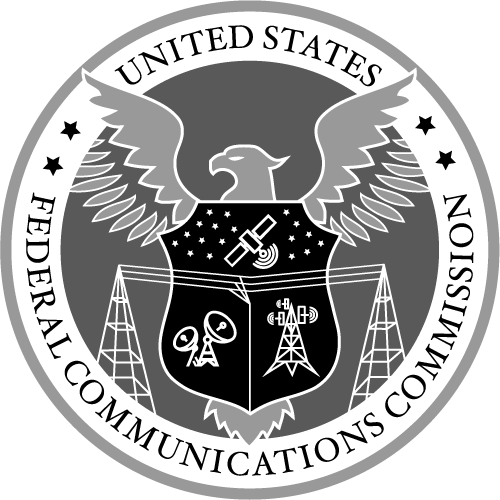 UNITED STATES
FEDERAL COMMUNICATIONS COMMISSION